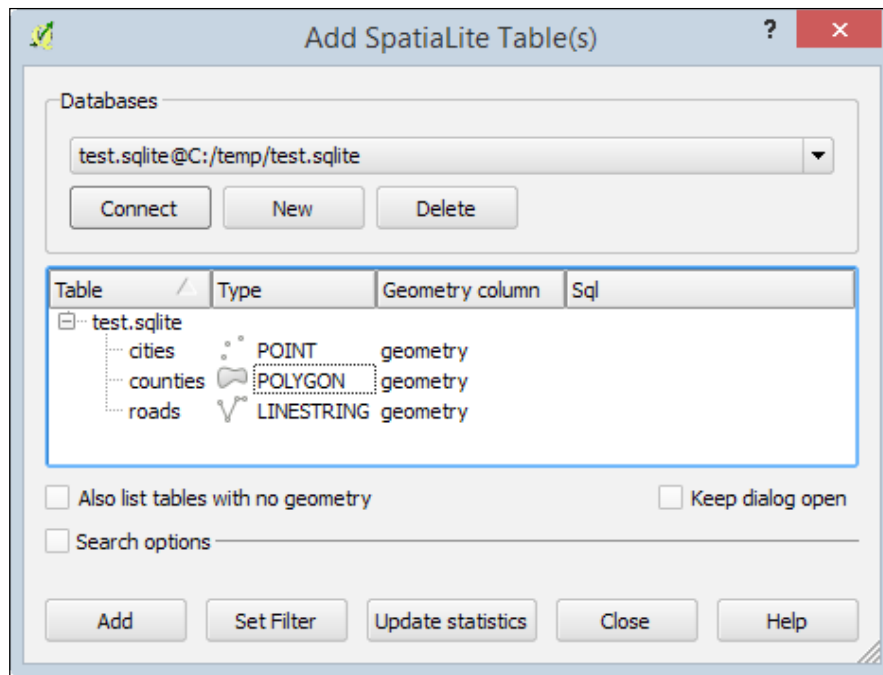 Add SpatiaLite Table(s) ?
Databases
test.sqlite@C:/temp/test.sqlite
Connect New Delete
Table Type Geometry column Sql
test.sqlite
cities POINT geometry
counties POLYGON geometry
roads LINESTRING geometry
Also list tables with no geometry Keep dialog open
Search options
Add Set Filter Update statistics Close Help